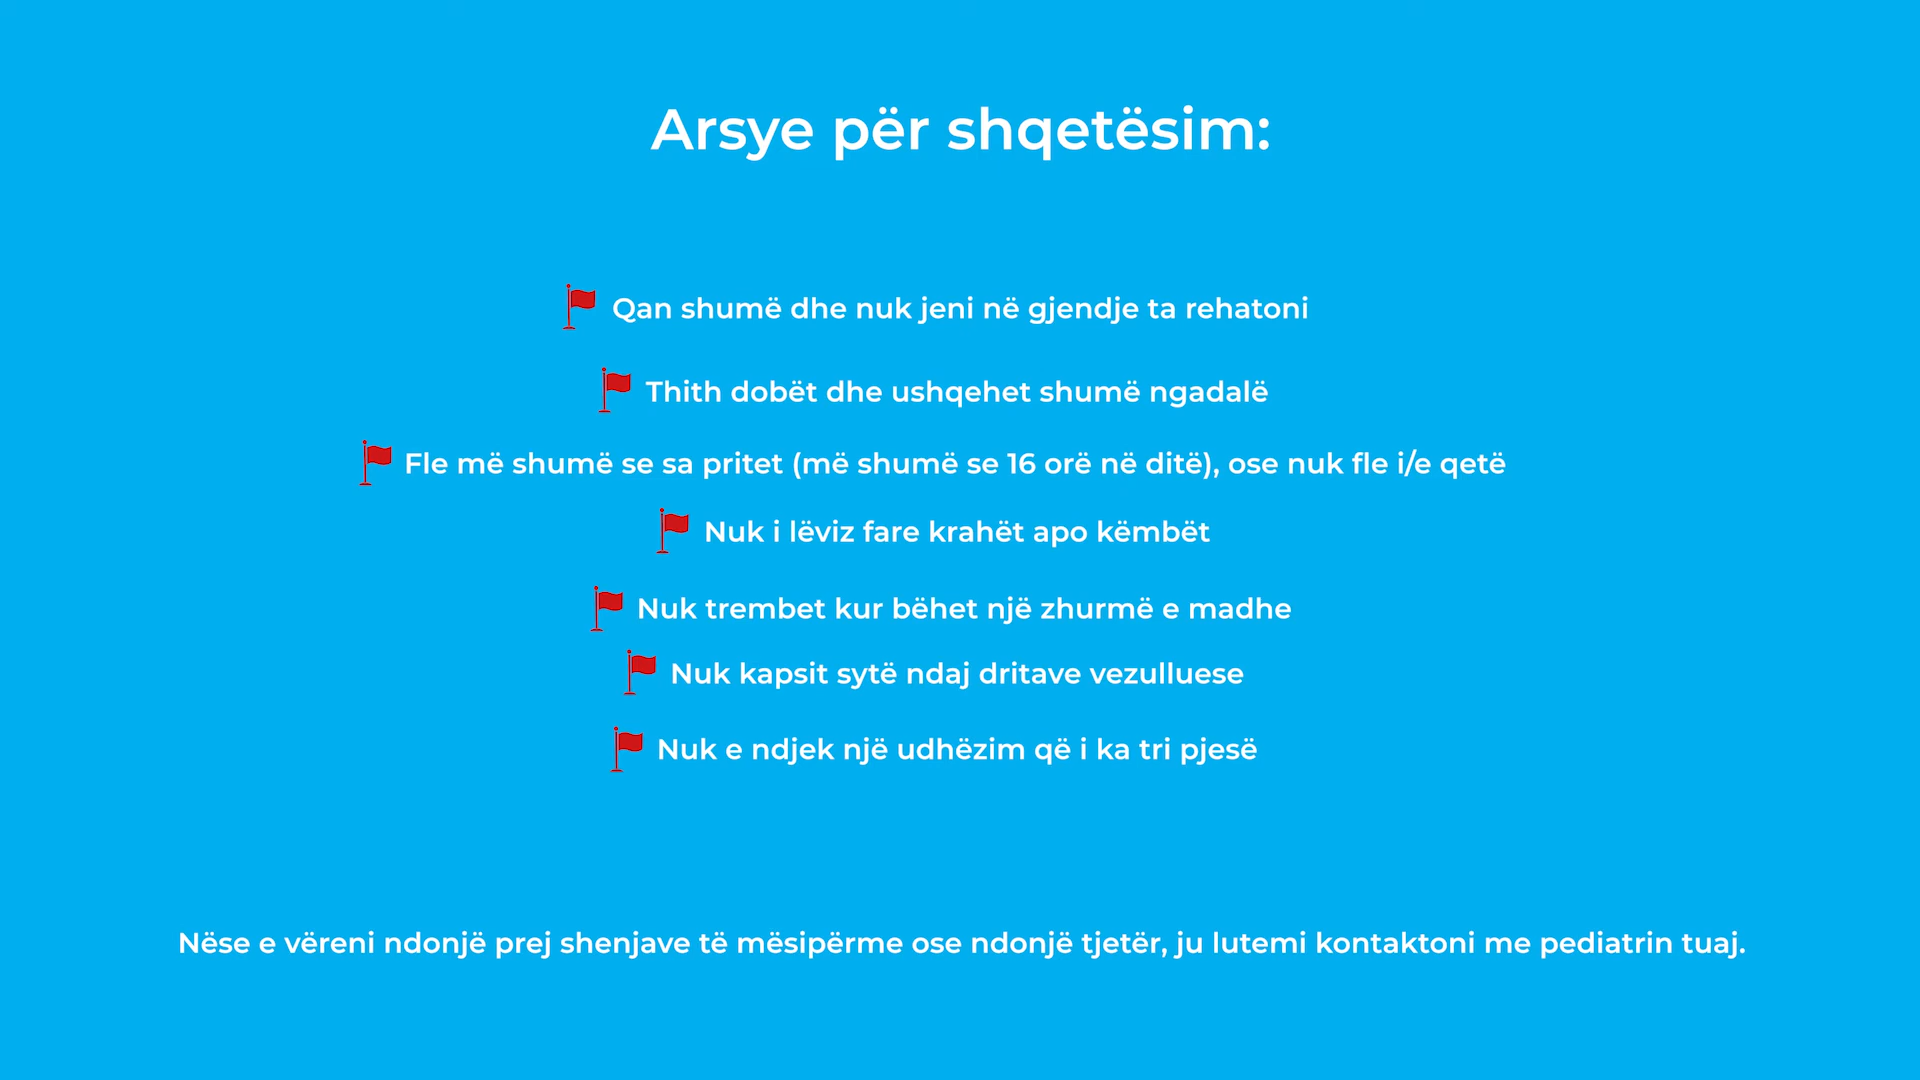 Arsye për shqetësim:
Qan shumë dhe nuk jeni në gjendje ta rehatoni
Thith dobët dhe ushqehet shumë ngadalë
Fle më shumë se sa pritet (më shumë se 16 orë në ditë), ose nuk fle i/e qetë
Nuk i lëviz fare krahët apo këmbët
Nuk trembet kur bëhet një zhurmë e madhe
Nuk kapsit sytë ndaj dritave vezulluese
Nuk e ndjek një udhëzim që i ka tri pjesë
Nëse e vëreni ndonjë prej shenjave të mësipërme ose ndonjë tjetër, ju lutemi kontaktoni me pediatrin tuaj.